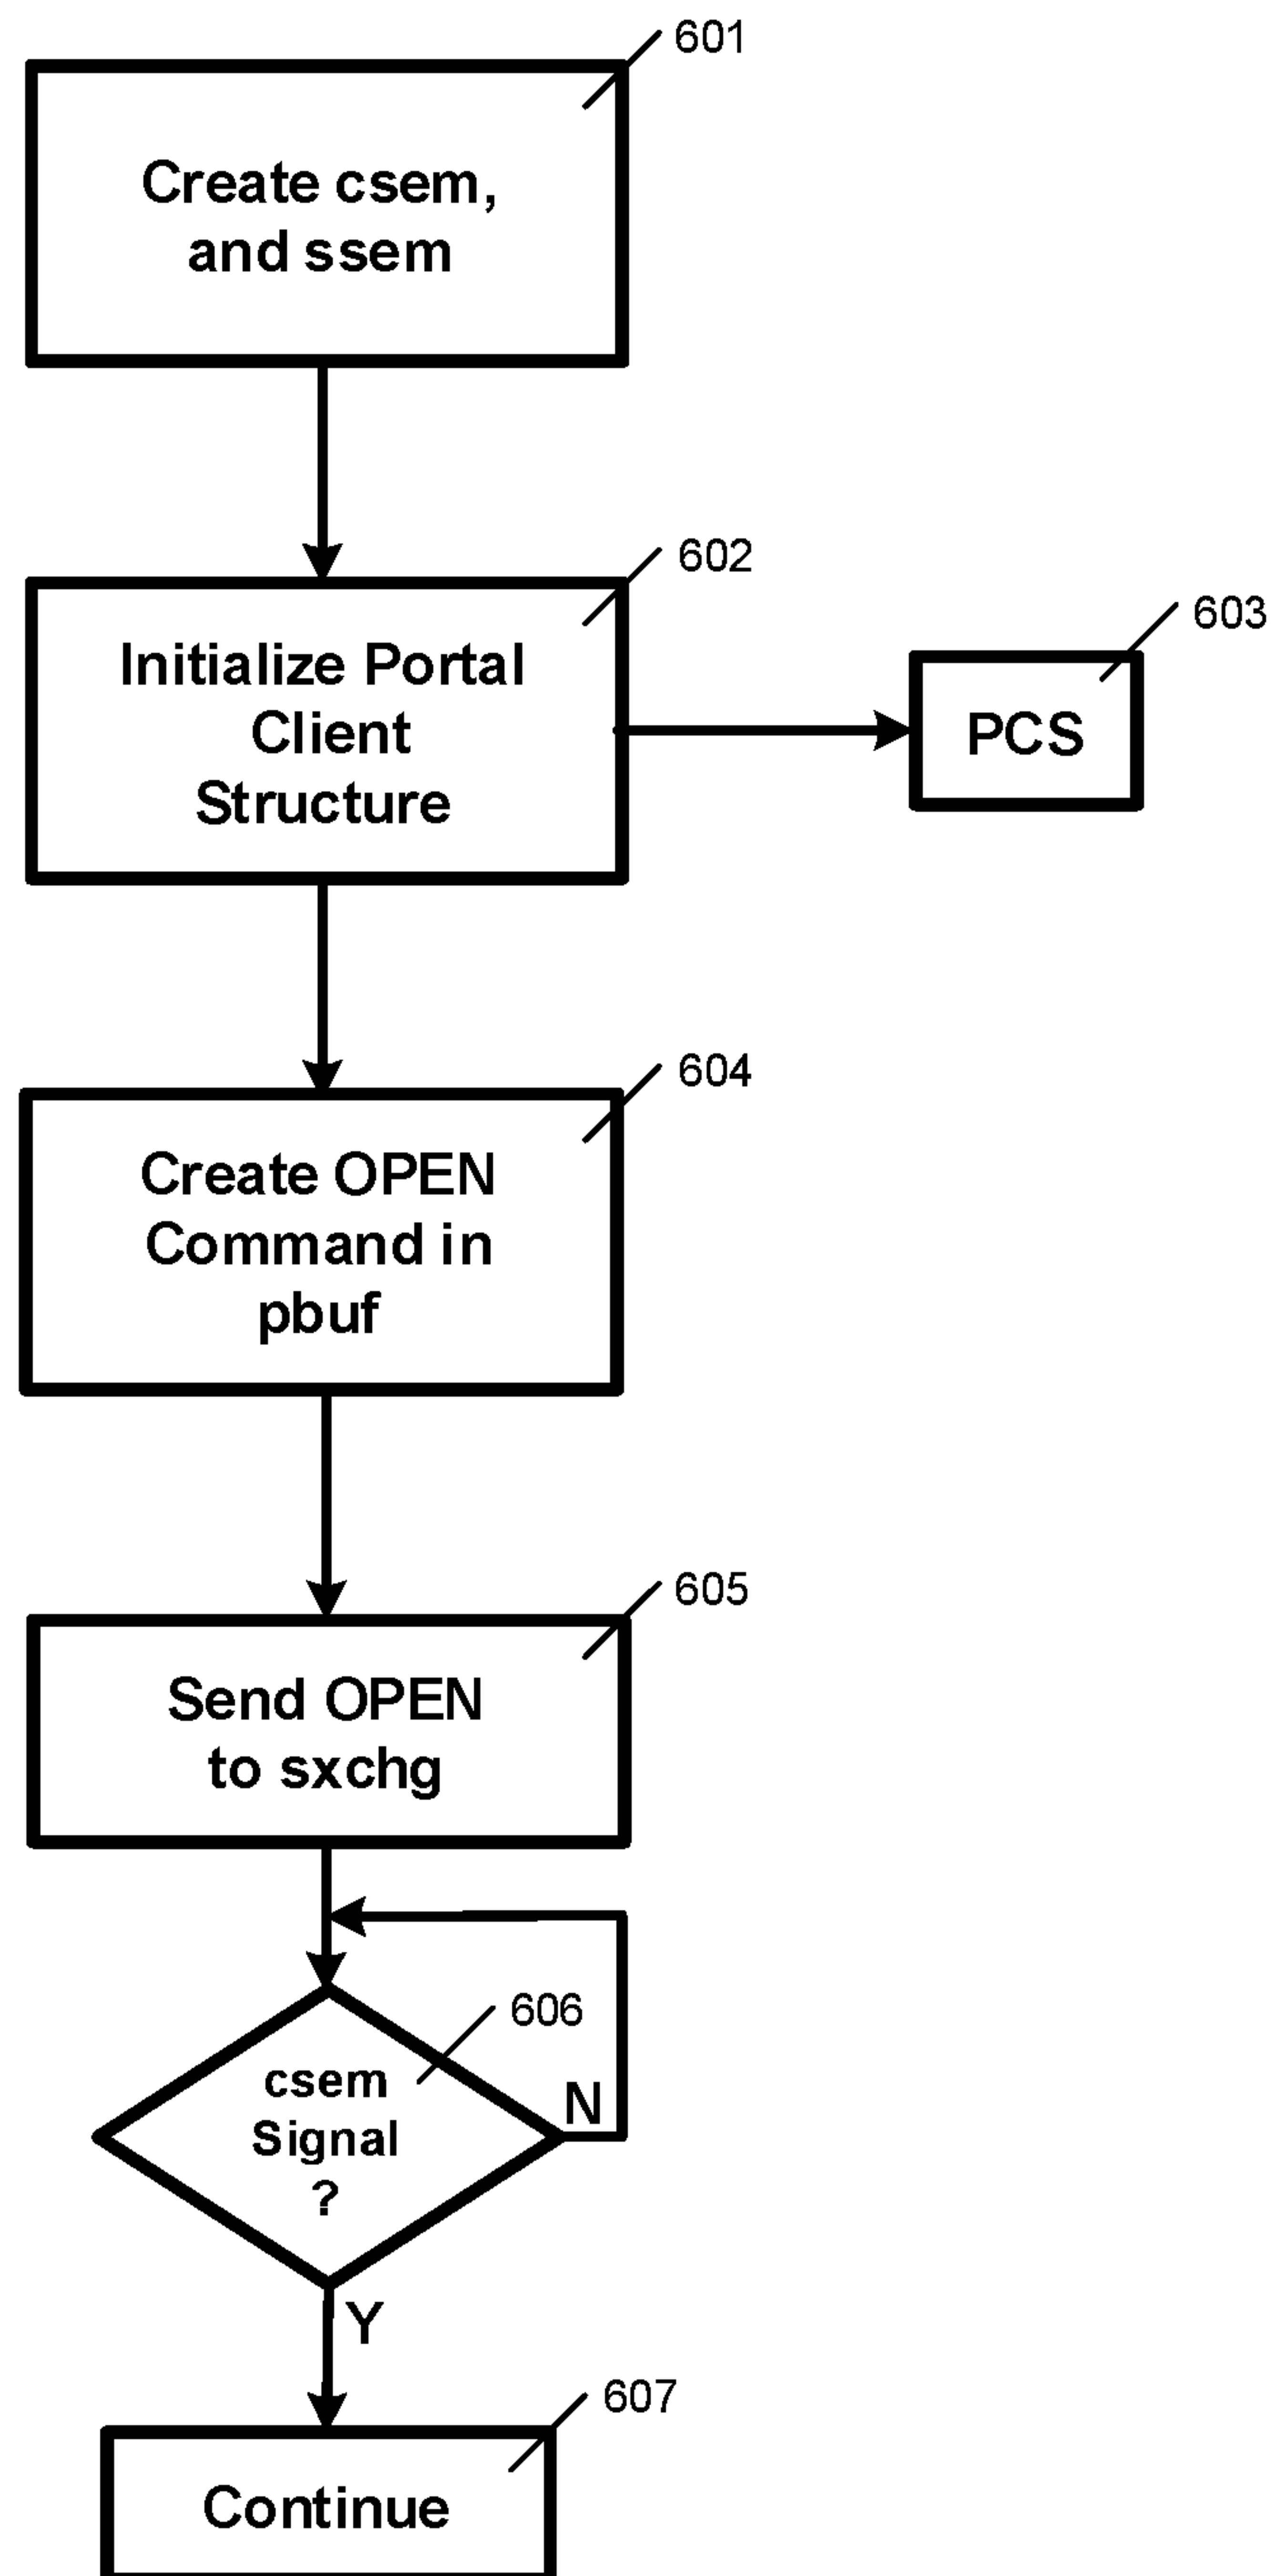 601
Create csem,
and ssem
602
Initialize Portal
Client
Structure
603
PCS
604
Create OPEN
Command in
pbuf
605
Send OPEN
to sxchg
606
csem
Signal
?
N
Y
607
Continue